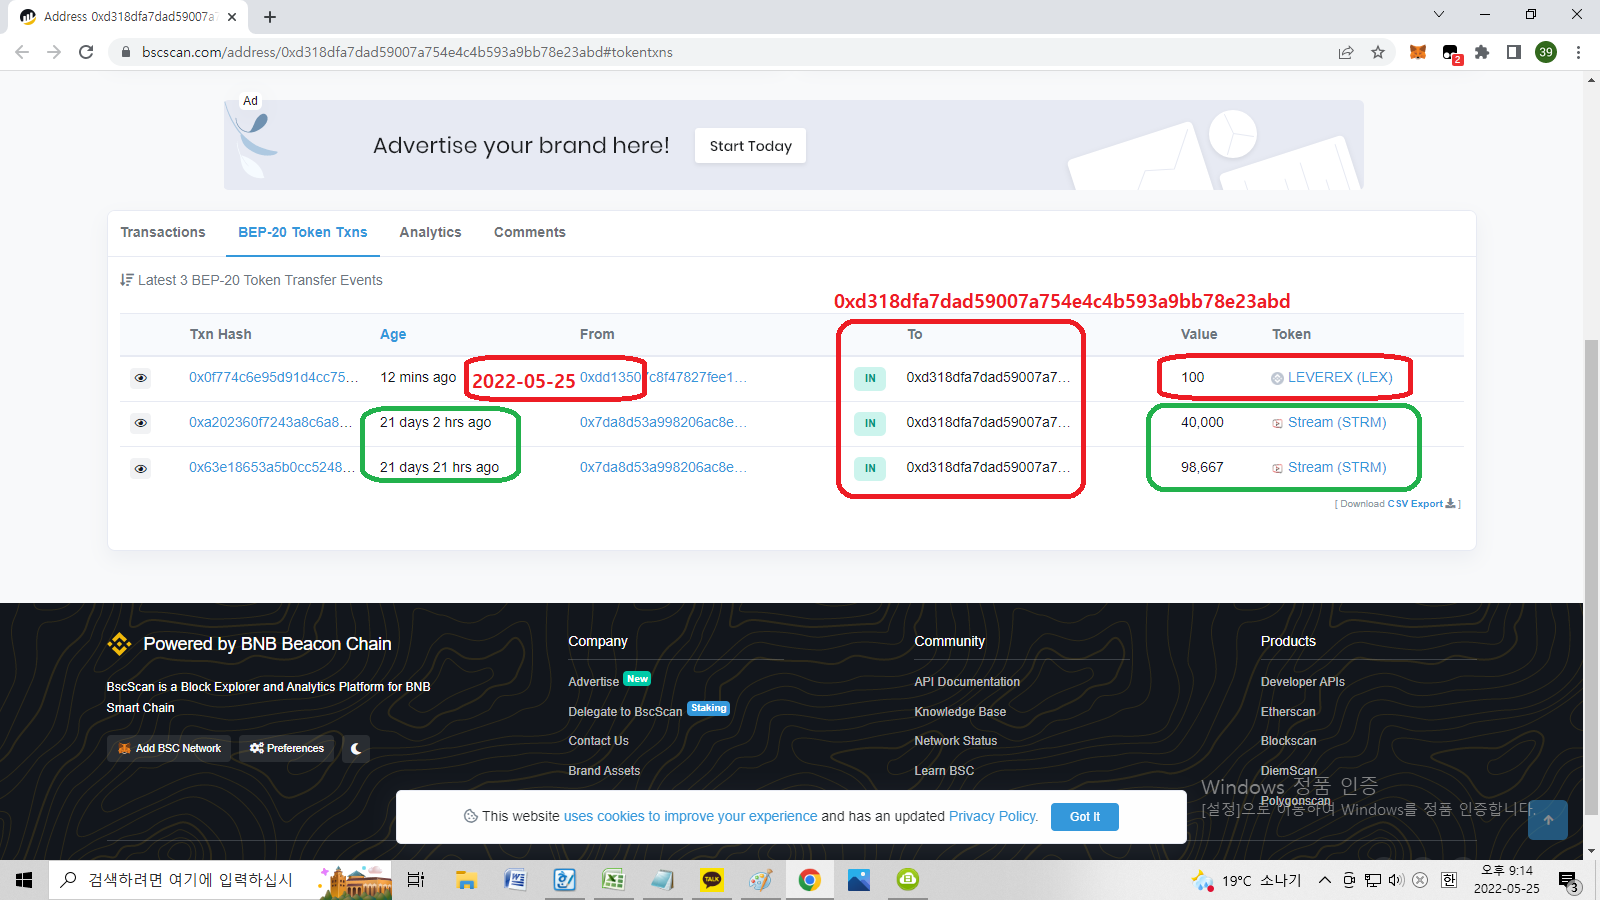 Address 0xd318dfa7dad59007a7
bscscan.com/address/0xd318dfa7dad59007a754e4c4b593a9bb78e23abd#tokentxns
2
39
Ad
Advertise your brand here!
Start Today
Transactions
BEP-20 Token Txns
Analytics
Comments
Latest 3 BEP-20 Token Transfer Events
0xd318dfa7dad59007a754e4c4b593a9bb78e23abd
Txn Hash Age From To Value Token
0x0f774c6e95d91d4cc75... 12 mins ago 2022-05-25 0xdd1350 c8f47827fee1... IN 0xd318dfa7dad59007a7... 100 LEVEREX (LEX)
0xa202360f7243a8c6a8... 21 days 2 hrs ago 0x7da8d53a998206ac8e... IN 0xd318dfa7dad59007a7... 40,000 Stream (STRM)
0x63e18653a5b0cc5248... 21 days 21 hrs ago 0x7da8d53a998206ac8e... IN 0xd318dfa7dad59007a7... 98,667 Stream (STRM)
[ Download CSV Export ]
Powered by BNB Beacon Chain
BscScan is a Block Explorer and Analytics Platform for BNB
Smart Chain
Add BSC Network
Preferences
Company
Advertise New
Delegate to BscScan Staking
Contact Us
Brand Assets
Community
API Documentation
Knowledge Base
Network Status
Learn BSC
Products
Developer APIs
Etherscan
Blockscan
DiemScan
Polygonscan
Windows 정품 인증
[설정]으로 이동하여 Windows를 정품 인증합니다.
This website uses cookies to improve your experience and has an updated Privacy Policy.
Got It
검색하려면 여기에 입력하십시
TALK
19°C 소나기
한
오후 9:14
2022-05-25
3